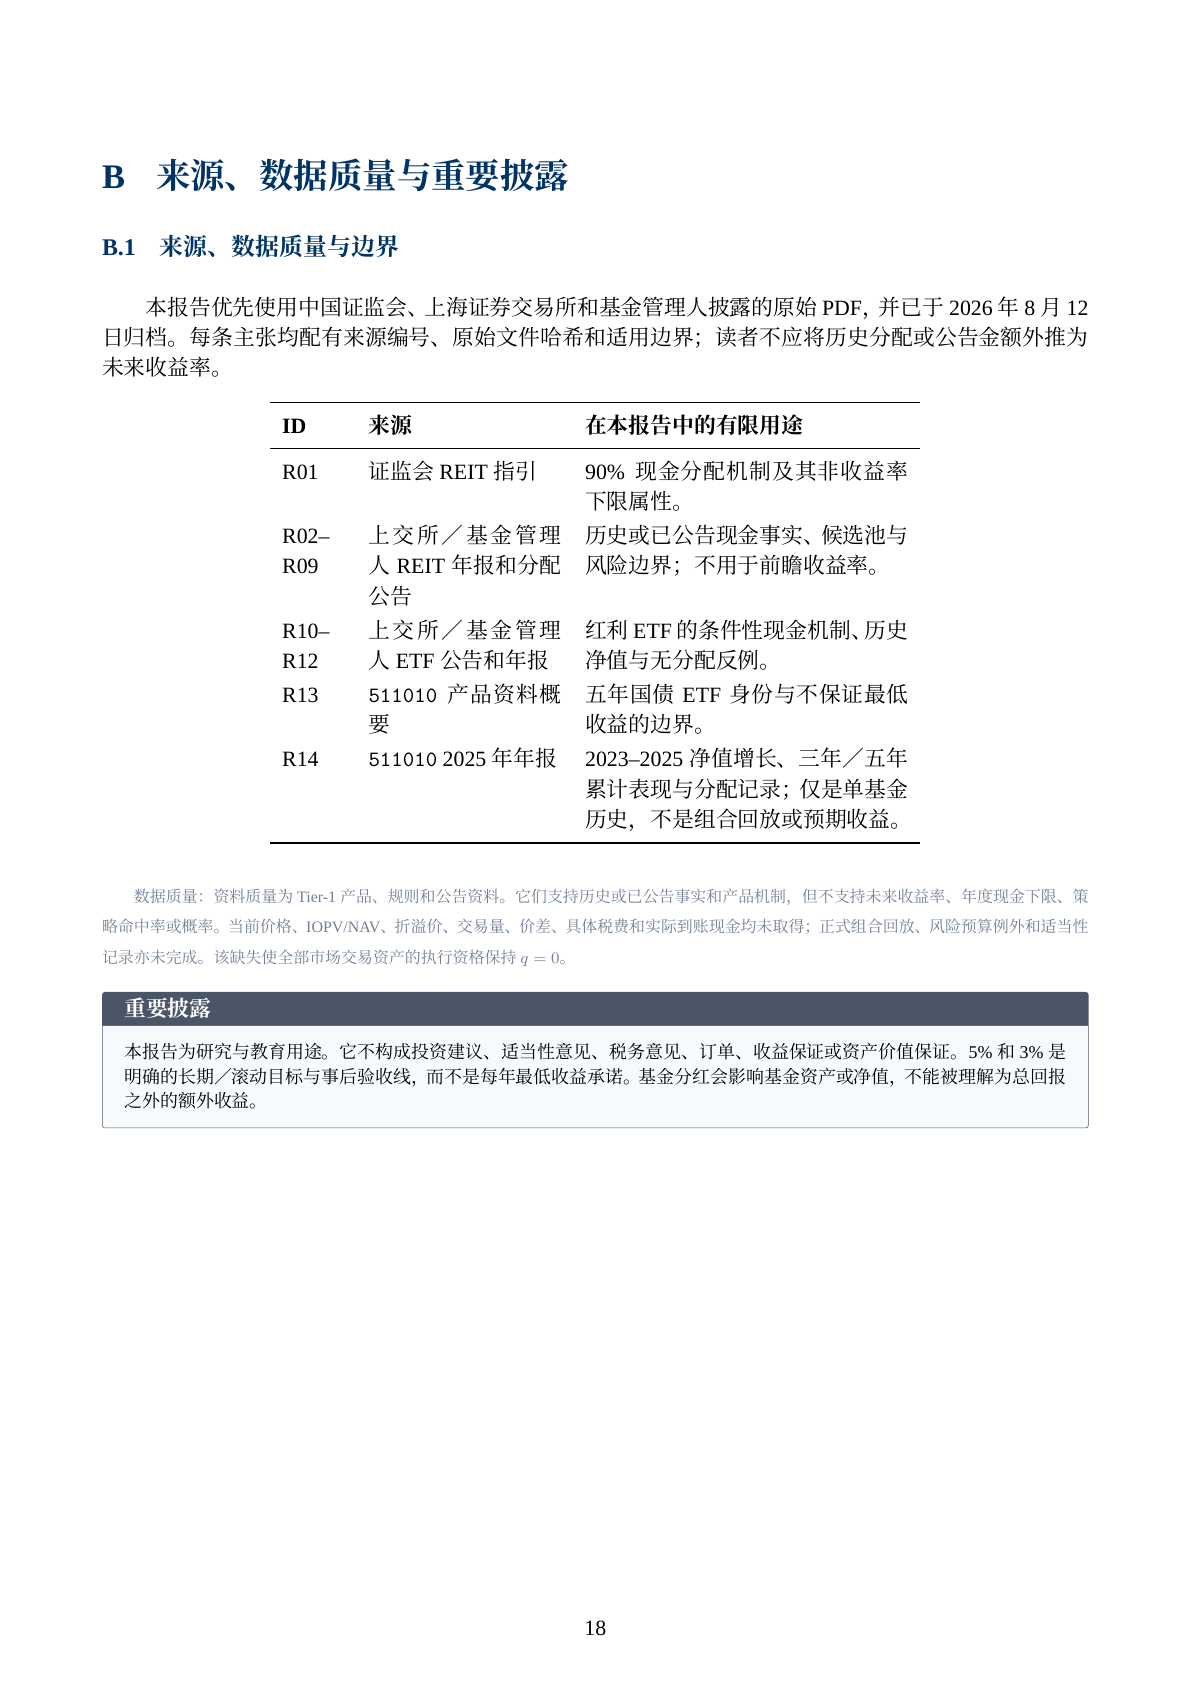 B 来源、数据质量与重要披露
B.1 来源、数据质量与边界
本报告优先使用中国证监会、上海证券交易所和基金管理人披露的原始 PDF, 并已于 2026 年 8 月 12
日归档。每条主张均配有来源编号、原始文件哈希和适用边界；读者不应将历史分配或公告金额外推为
未来收益率。
ID 来源 在本报告中的有限用途
R01 证监会 REIT 指引 90% 现金分配机制及其非收益率
下限属性。
R02– 上交所／基金管理 历史或已公告现金事实、候选池与
R09 人 REIT 年报和分配 风险边界；不用于前瞻收益率。
公告
R10– 上交所／基金管理 红利 ETF 的条件性现金机制、历史
R12 人 ETF 公告和年报 净值与无分配反例。
R13 511010 产品资料概 五年国债 ETF 身份与不保证最低
要 收益的边界。
R14 511010 2025 年年报 2023–2025 净值增长、三年／五年
累计表现与分配记录；仅是单基金
历史，不是组合回放或预期收益。
数据质量：资料质量为 Tier-1 产品、规则和公告资料。它们支持历史或已公告事实和产品机制，但不支持未来收益率、年度现金下限、策
略命中率或概率。当前价格、IOPV/NAV、折溢价、交易量、价差、具体税费和实际到账现金均未取得；正式组合回放、风险预算例外和适当性
记录亦未完成。该缺失使全部市场交易资产的执行资格保持 q = 0。
重要披露
本报告为研究与教育用途。它不构成投资建议、适当性意见、税务意见、订单、收益保证或资产价值保证。5% 和 3% 是
明确的长期／滚动目标与事后验收线，而不是每年最低收益承诺。基金分红会影响基金资产或净值，不能被理解为总回报
之外的额外收益。
18